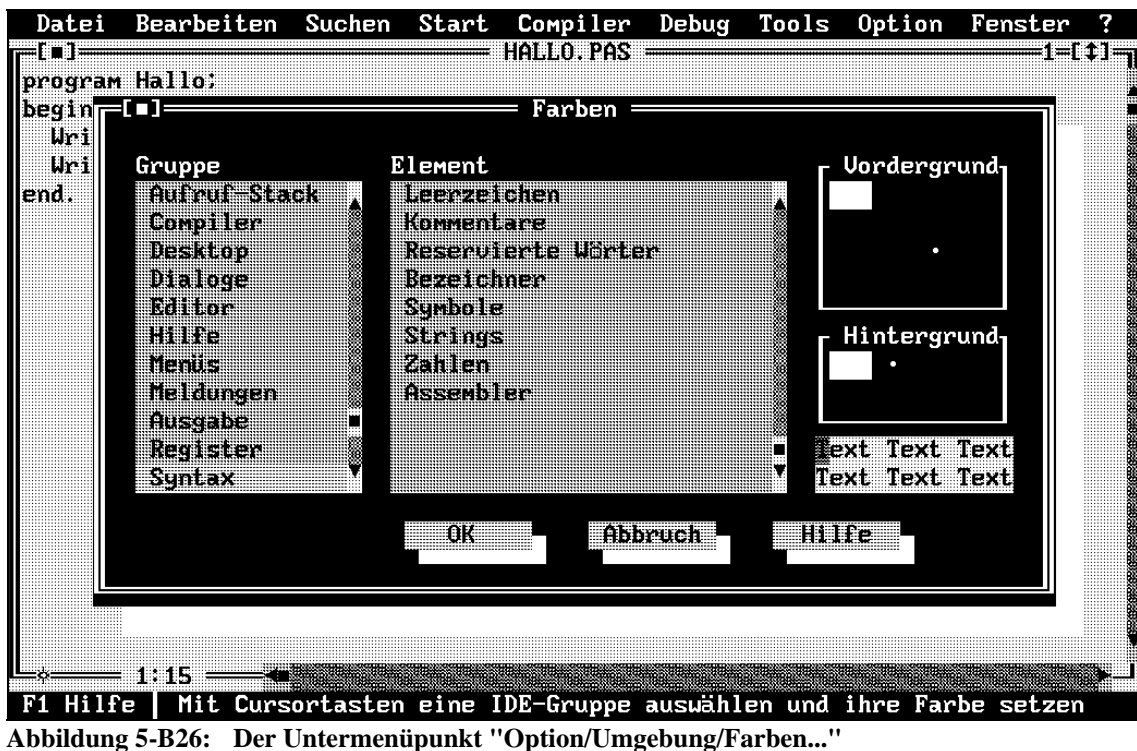 Datei Bearbeiten Suchen Start Compiler Debug Tools Option Fenster ?
[■] HALLO.PAS 1=[↕]
program Hallo;
begin
[■] Farben
Wri
Wri
end.
Gruppe Element Vordergrund
Aufruf-Stack Leerzeichen
Compiler Kommentare
Desktop Reservierte Wörter
Dialoge Bezeichner
Editor Symbole
Hilfe Strings Hintergrund
Menüs Zahlen
Meldungen Assembler
Ausgabe
Register Text Text Text
Syntax Text Text Text
OK Abbruch Hilfe
1:15
F1 Hilfe | Mit Cursortasten eine IDE-Gruppe auswählen und ihre Farbe setzen
Abbildung 5-B26: Der Untermenüpunkt "Option/Umgebung/Farben..."